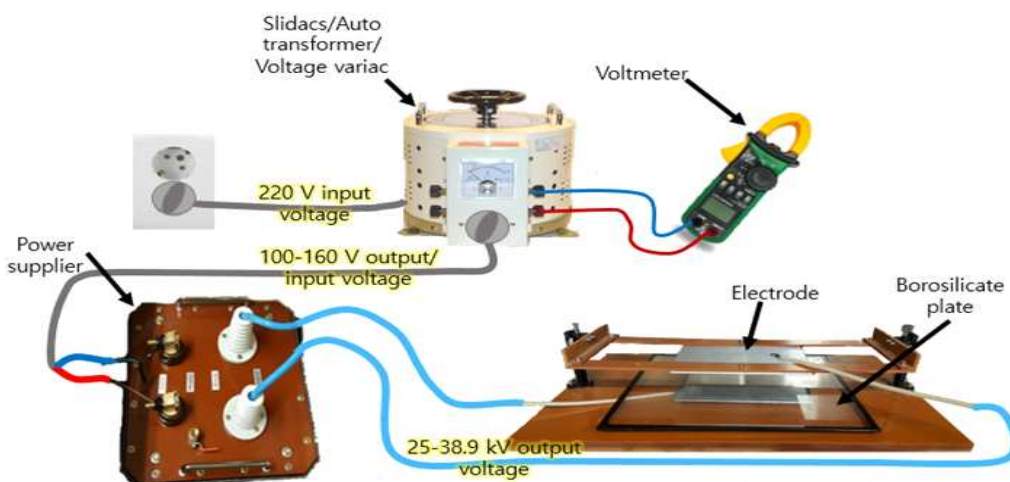 Slidacs/Auto
transformer/
Voltage variac
Voltmeter
220 V input
voltage
Power
supplier
100-160 V output/
input voltage
Electrode
Borosilicate
plate
25-38.9 kV output
voltage